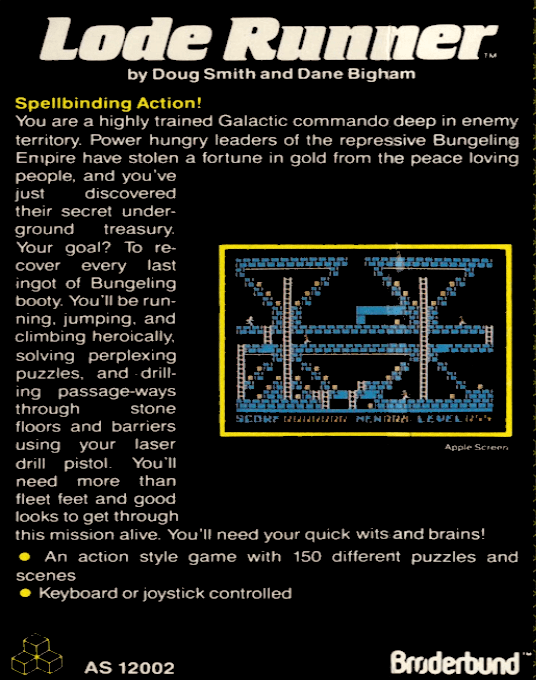 Lode Runner™
by Doug Smith and Dane Bigham
Spellbinding Action!
You are a highly trained Galactic commando deep in enemy
territory. Power hungry leaders of the repressive Bungeling
Empire have stolen a fortune in gold from the peace loving
people, and you've
just discovered
their secret under-
ground treasury.
Your goal? To re-
cover every last
ingot of Bungeling
booty. You'll be run-
ning, jumping, and
climbing heroically,
solving perplexing
puzzles, and drill-
ing passage-ways
through stone
floors and barriers
using your laser
drill pistol. You'll
need more than
fleet feet and good
looks to get through
this mission alive. You'll need your quick wits and brains!
SCORE MEN LEVEL
Apple Screen
● An action style game with 150 different puzzles and
scenes
● Keyboard or joystick controlled
AS 12002
Brøderbund™